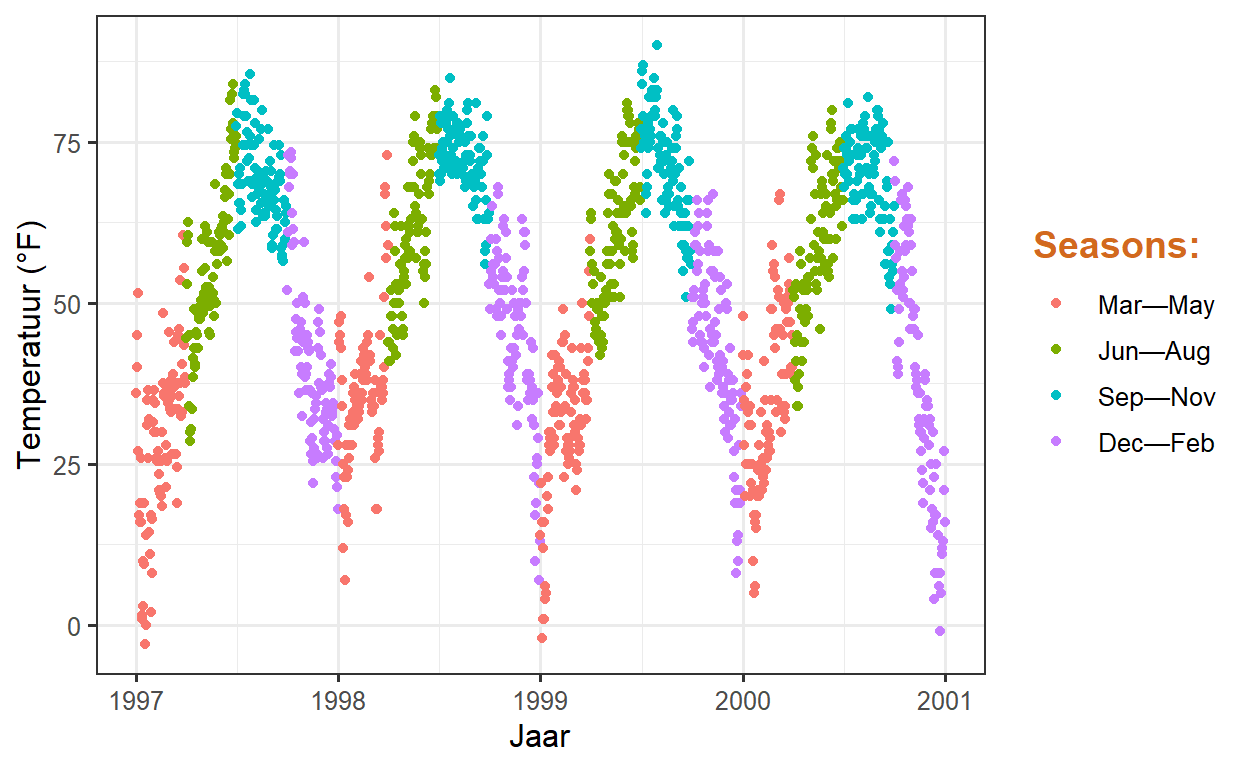 Temperatuur (°F)
75
50
25
0
1997 1998 1999 2000 2001
Jaar
Seasons:
Mar—May
Jun—Aug
Sep—Nov
Dec—Feb